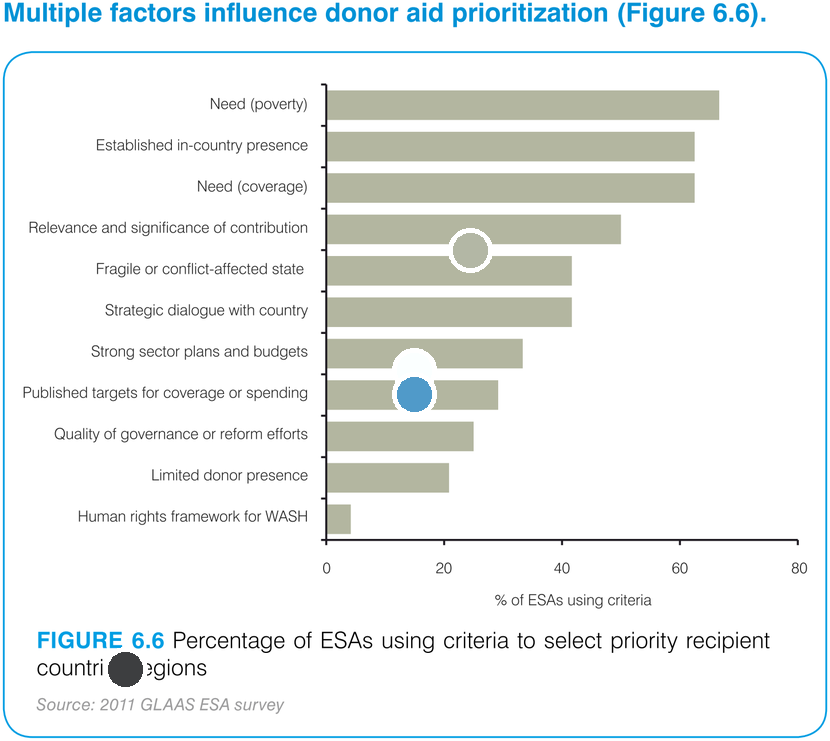 Multiple factors influence donor aid prioritization (Figure 6.6).
Need (poverty)
Established in-country presence
Need (coverage)
Relevance and significance of contribution
Fragile or conflict-affected state
Strategic dialogue with country
Strong sector plans and budgets
Published targets for coverage or spending
Quality of governance or reform efforts
Limited donor presence
Human rights framework for WASH
0 20 40 60 80
% of ESAs using criteria
FIGURE 6.6 Percentage of ESAs using criteria to select priority recipient
Source: 2011 GLAAS ESA survey